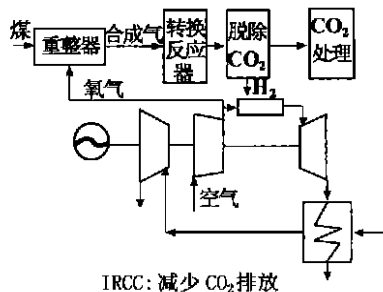 煤
重整器
合成气
转换
反应
器
脱除
CO₂
CO₂
处理
氧气
H₂
空气
IRCC: 减少 CO₂排放